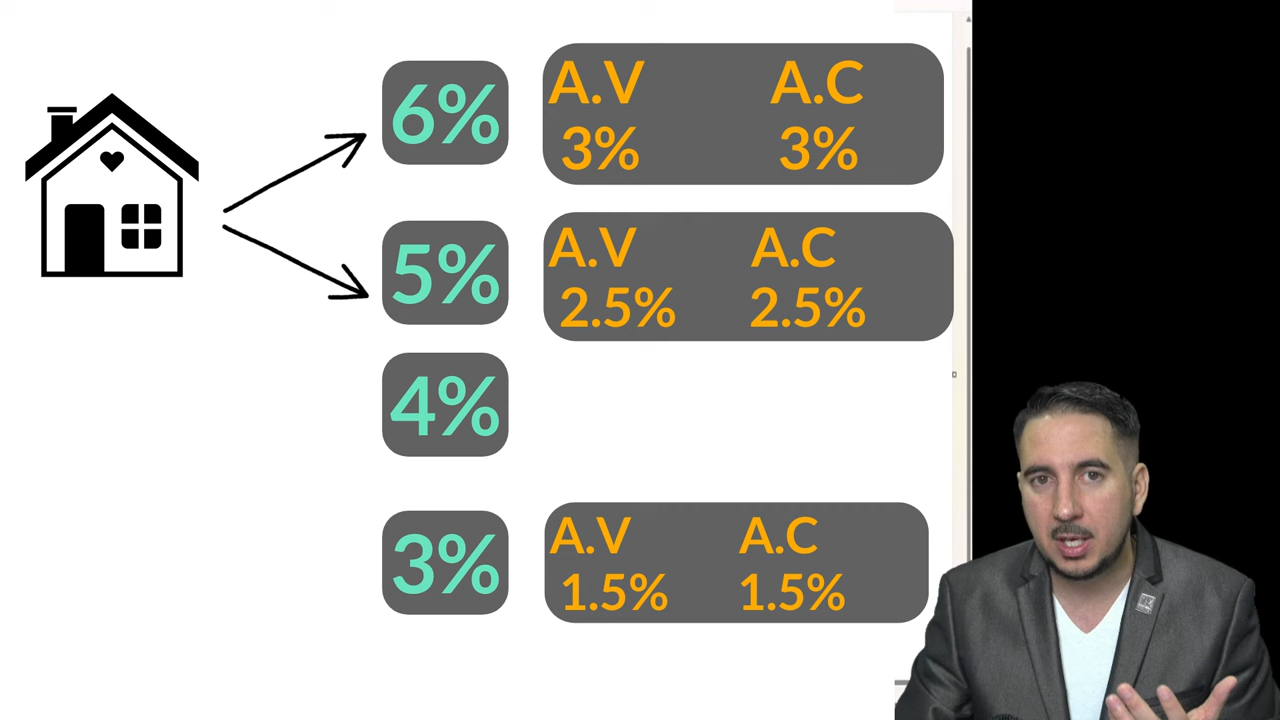 6%
A.V A.C
3% 3%
5%
A.V A.C
2.5% 2.5%
4%
3%
A.V A.C
1.5% 1.5%